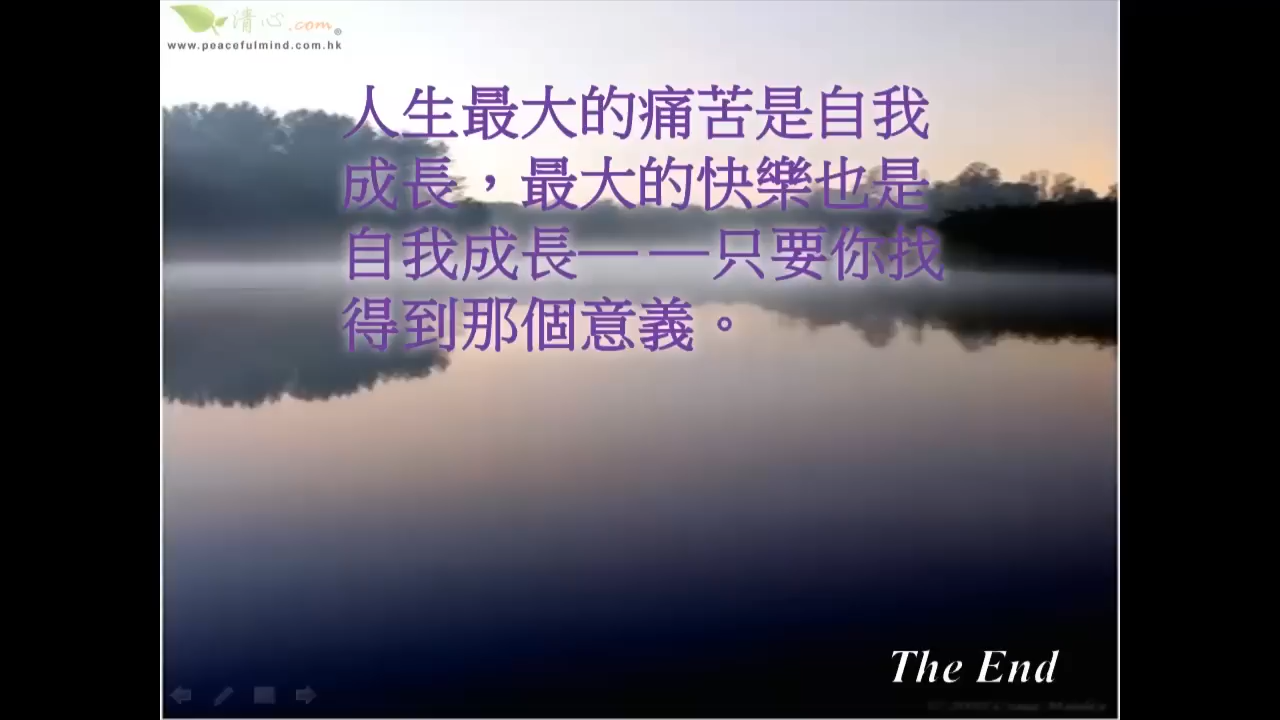 清心.com®
www.peacefulmind.com.hk
人生最大的痛苦是自我
成長，最大的快樂也是
自我成長——只要你找
得到那個意義。
The End